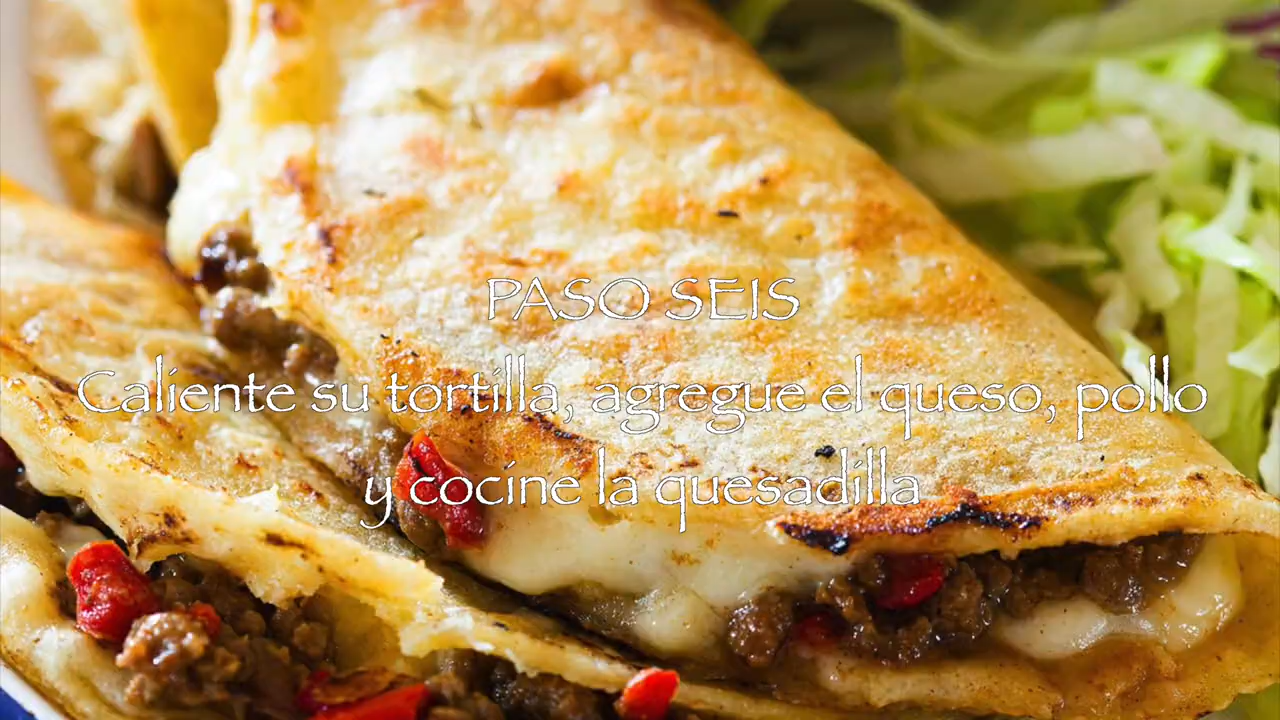 PASO SEIS
Caliente su tortilla, agregue el queso, pollo
y cocine la quesadilla